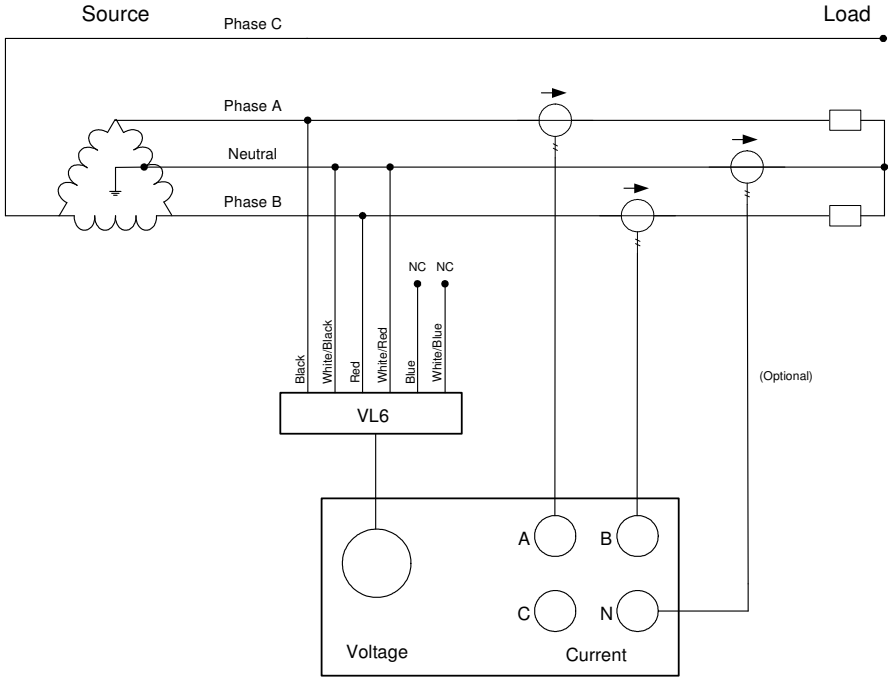 Source
Load
Phase C
Phase A
Neutral
Phase B
NC NC
Black
White/Black
Red
White/Red
Blue
White/Blue
(Optional)
VL6
A B
C N
Voltage
Current